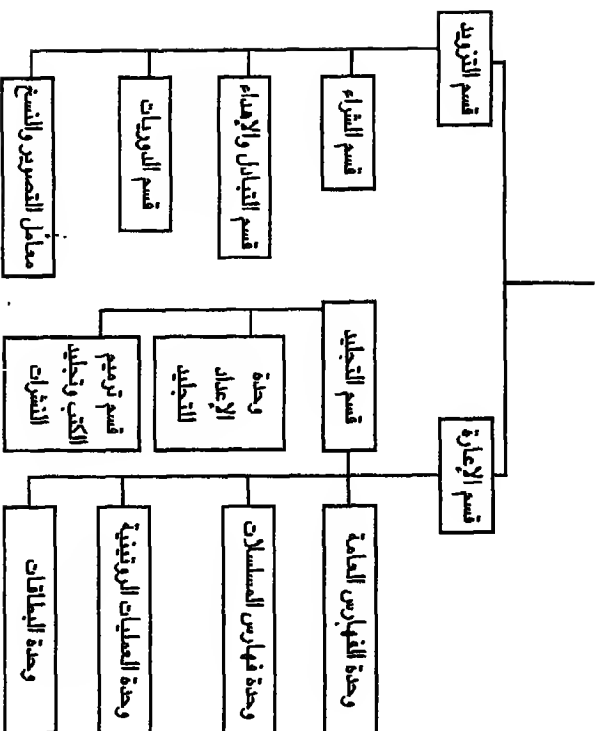 قسم التزويد
قسم الشراء
قسم التبادل والإهداء
قسم الدوريات
معامل التصوير والنسخ
قسم الإعارة
قسم التجليد
وحدة
الإعداد
للتجليد
قسم ترميم
الكتب وتجليد
النشرات
وحدة الفهارس العامة
وحدة فهارس المسلسلات
وحدة العمليات الروتينية
وحدة البطاقات